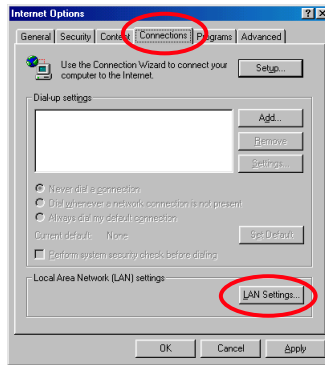 Internet Options
General Security Content Connections Programs Advanced
Use the Connection Wizard to connect your
computer to the Internet.
Setup...
Dial-up settings
Add...
Remove
Settings...
Never dial a connection
Dial whenever a network connection is not present
Always dial my default connection
Current default: None
Set Default
Perform system security check before dialing
Local Area Network (LAN) settings
LAN Settings...
OK Cancel Apply